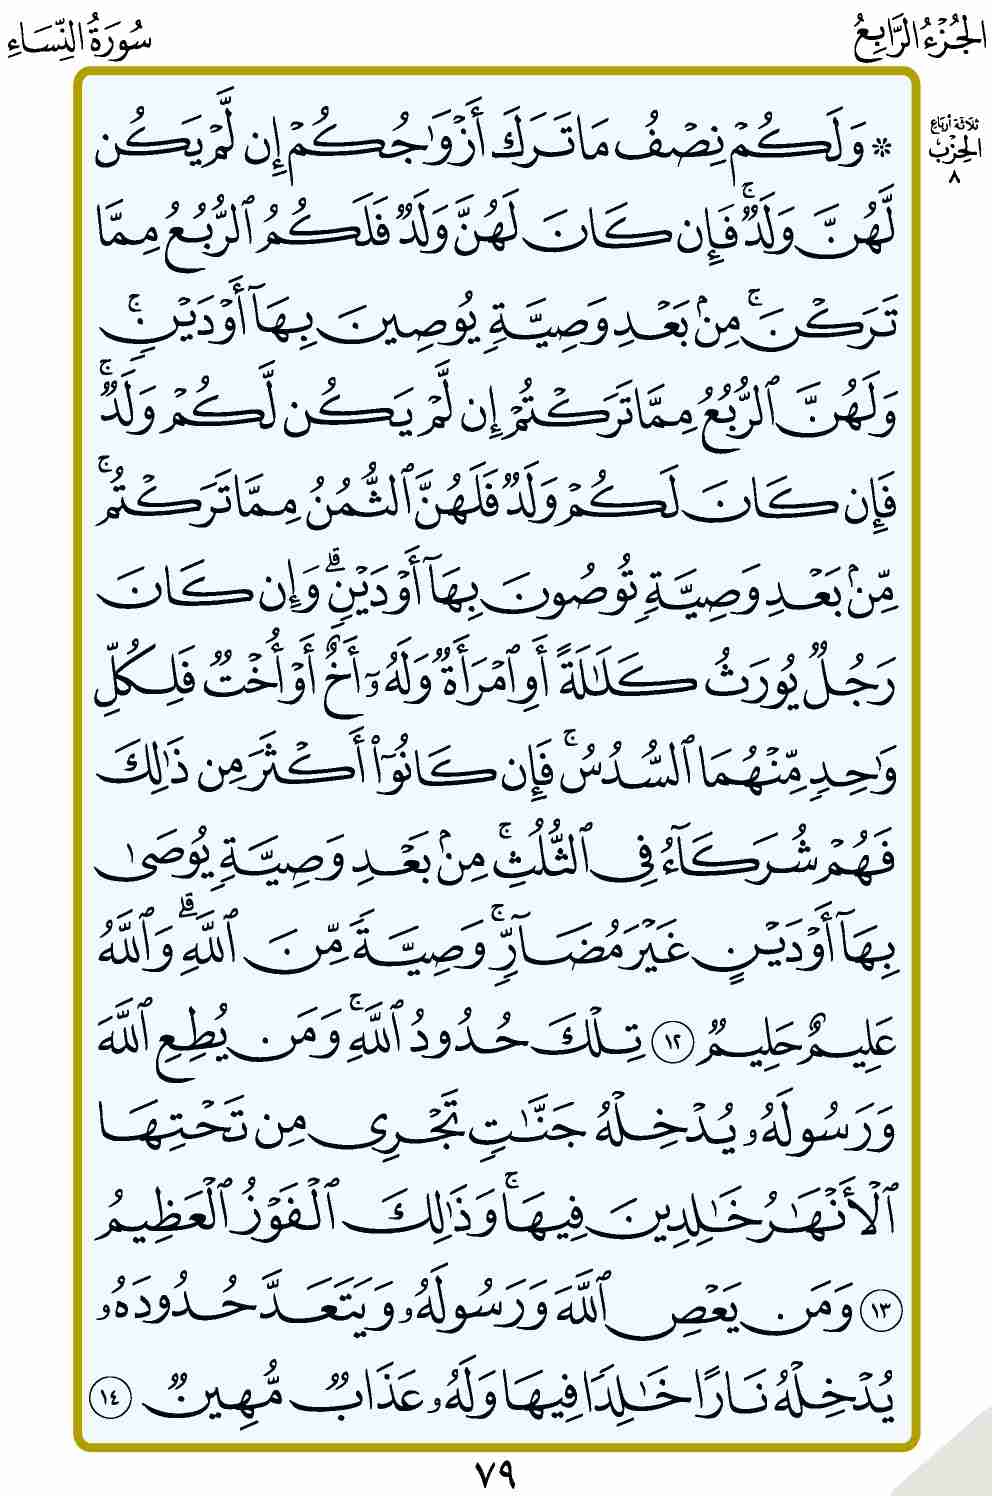 الجُزْءُ الرَّابِعُ
سُورَةُ النِّسَاءِ
ثلاثة أرباع
الحِزْب
٨
۞ وَلَكُمْ نِصْفُ مَا تَرَكَ أَزْوَٰجُكُمْ إِن لَّمْ يَكُن
لَّهُنَّ وَلَدٌۚ فَإِن كَانَ لَهُنَّ وَلَدٌ فَلَكُمُ ٱلرُّبُعُ مِمَّا
تَرَكْنَۚ مِنۢ بَعْدِ وَصِيَّةٍ يُوصِينَ بِهَآ أَوْ دَيْنٍۚ
وَلَهُنَّ ٱلرُّبُعُ مِمَّا تَرَكْتُمْ إِن لَّمْ يَكُن لَّكُمْ وَلَدٌۚ
فَإِن كَانَ لَكُمْ وَلَدٌ فَلَهُنَّ ٱلثُّمُنُ مِمَّا تَرَكْتُمۚ
مِّنۢ بَعْدِ وَصِيَّةٍ تُوصُونَ بِهَآ أَوْ دَيْنٍۗ وَإِن كَانَ
رَجُلٌ يُورَثُ كَلَٰلَةً أَوِ ٱمْرَأَةٌ وَلَهُۥٓ أَخٌ أَوْ أُخْتٌ فَلِكُلِّ
وَٰحِدٍ مِّنْهُمَا ٱلسُّدُسُۚ فَإِن كَانُوٓا۟ أَكْثَرَ مِن ذَٰلِكَ
فَهُمْ شُرَكَآءُ فِى ٱلثُّلُثِۚ مِنۢ بَعْدِ وَصِيَّةٍ يُوصَىٰ
بِهَآ أَوْ دَيْنٍ غَيْرَ مُضَآرٍّۚ وَصِيَّةً مِّنَ ٱللَّهِۗ وَٱللَّهُ
عَلِيمٌ حَلِيمٌ ١٢ تِلْكَ حُدُودُ ٱللَّهِۚ وَمَن يُطِعِ ٱللَّهَ
وَرَسُولَهُۥ يُدْخِلْهُ جَنَّٰتٍ تَجْرِى مِن تَحْتِهَا
ٱلْأَنْهَٰرُ خَٰلِدِينَ فِيهَاۚ وَذَٰلِكَ ٱلْفَوْزُ ٱلْعَظِيمُ
١٣ وَمَن يَعْصِ ٱللَّهَ وَرَسُولَهُۥ وَيَتَعَدَّ حُدُودَهُۥ
يُدْخِلْهُ نَارًا خَٰلِدًا فِيهَا وَلَهُۥ عَذَابٌ مُّهِينٌ ١٤
٧٩